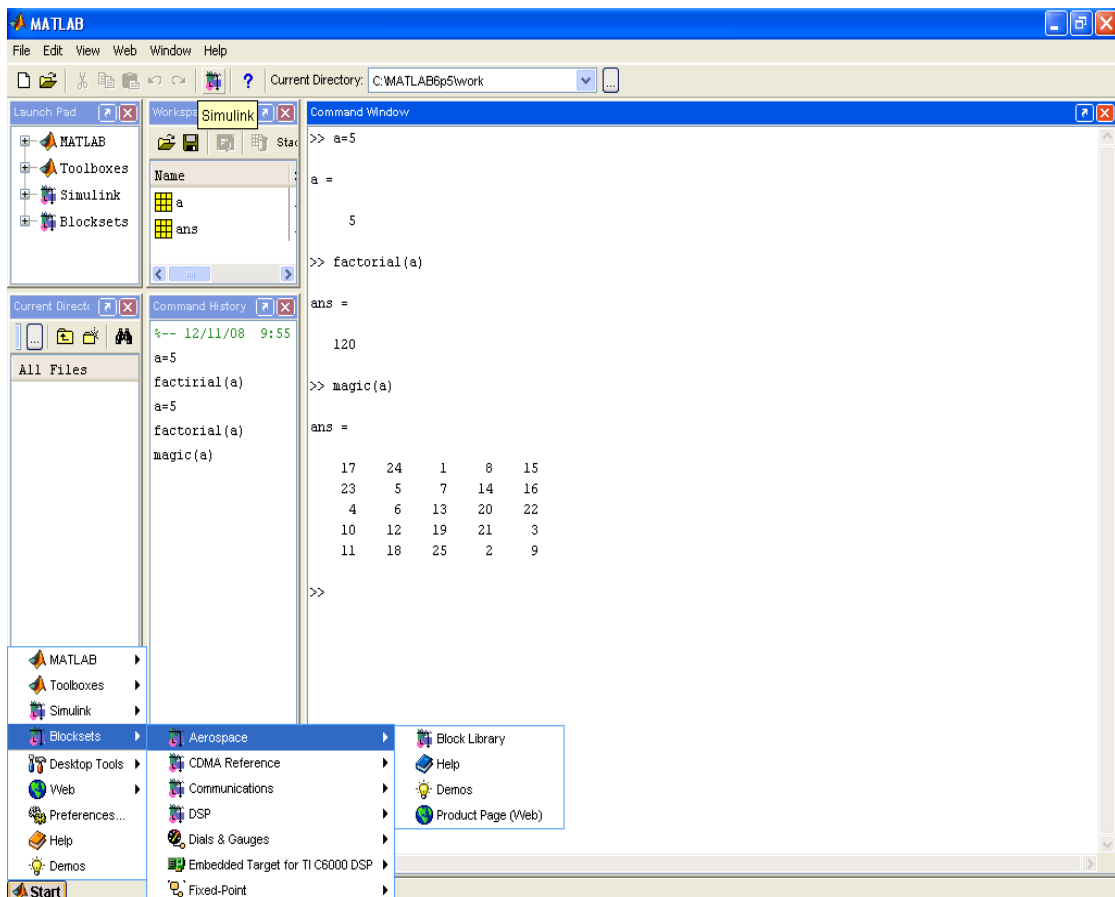 MATLAB
File Edit View Web Window Help
Current Directory: C:\MATLAB6p5\work ...
Simulink
Launch Pad
MATLAB
Toolboxes
Simulink
Blocksets
Name
a
ans
Command Window
>> a=5
a =
5
>> factorial(a)
ans =
120
>> magic(a)
ans =
17 24 1 8 15
23 5 7 14 16
4 6 13 20 22
10 12 19 21 3
11 18 25 2 9
>>
Current
...
All Files
Command History
%-- 12/11/08 9:55
a=5
factirial(a)
a=5
factorial(a)
magic(a)
MATLAB
Toolboxes
Simulink
Blocksets
Desktop Tools
Web
Preferences...
Help
Demos
Start
Aerospace
CDMA Reference
Communications
DSP
Dials & Gauges
Embedded Target for TI C6000 DSP
Fixed-Point
Block Library
Help
Demos
Product Page (Web)